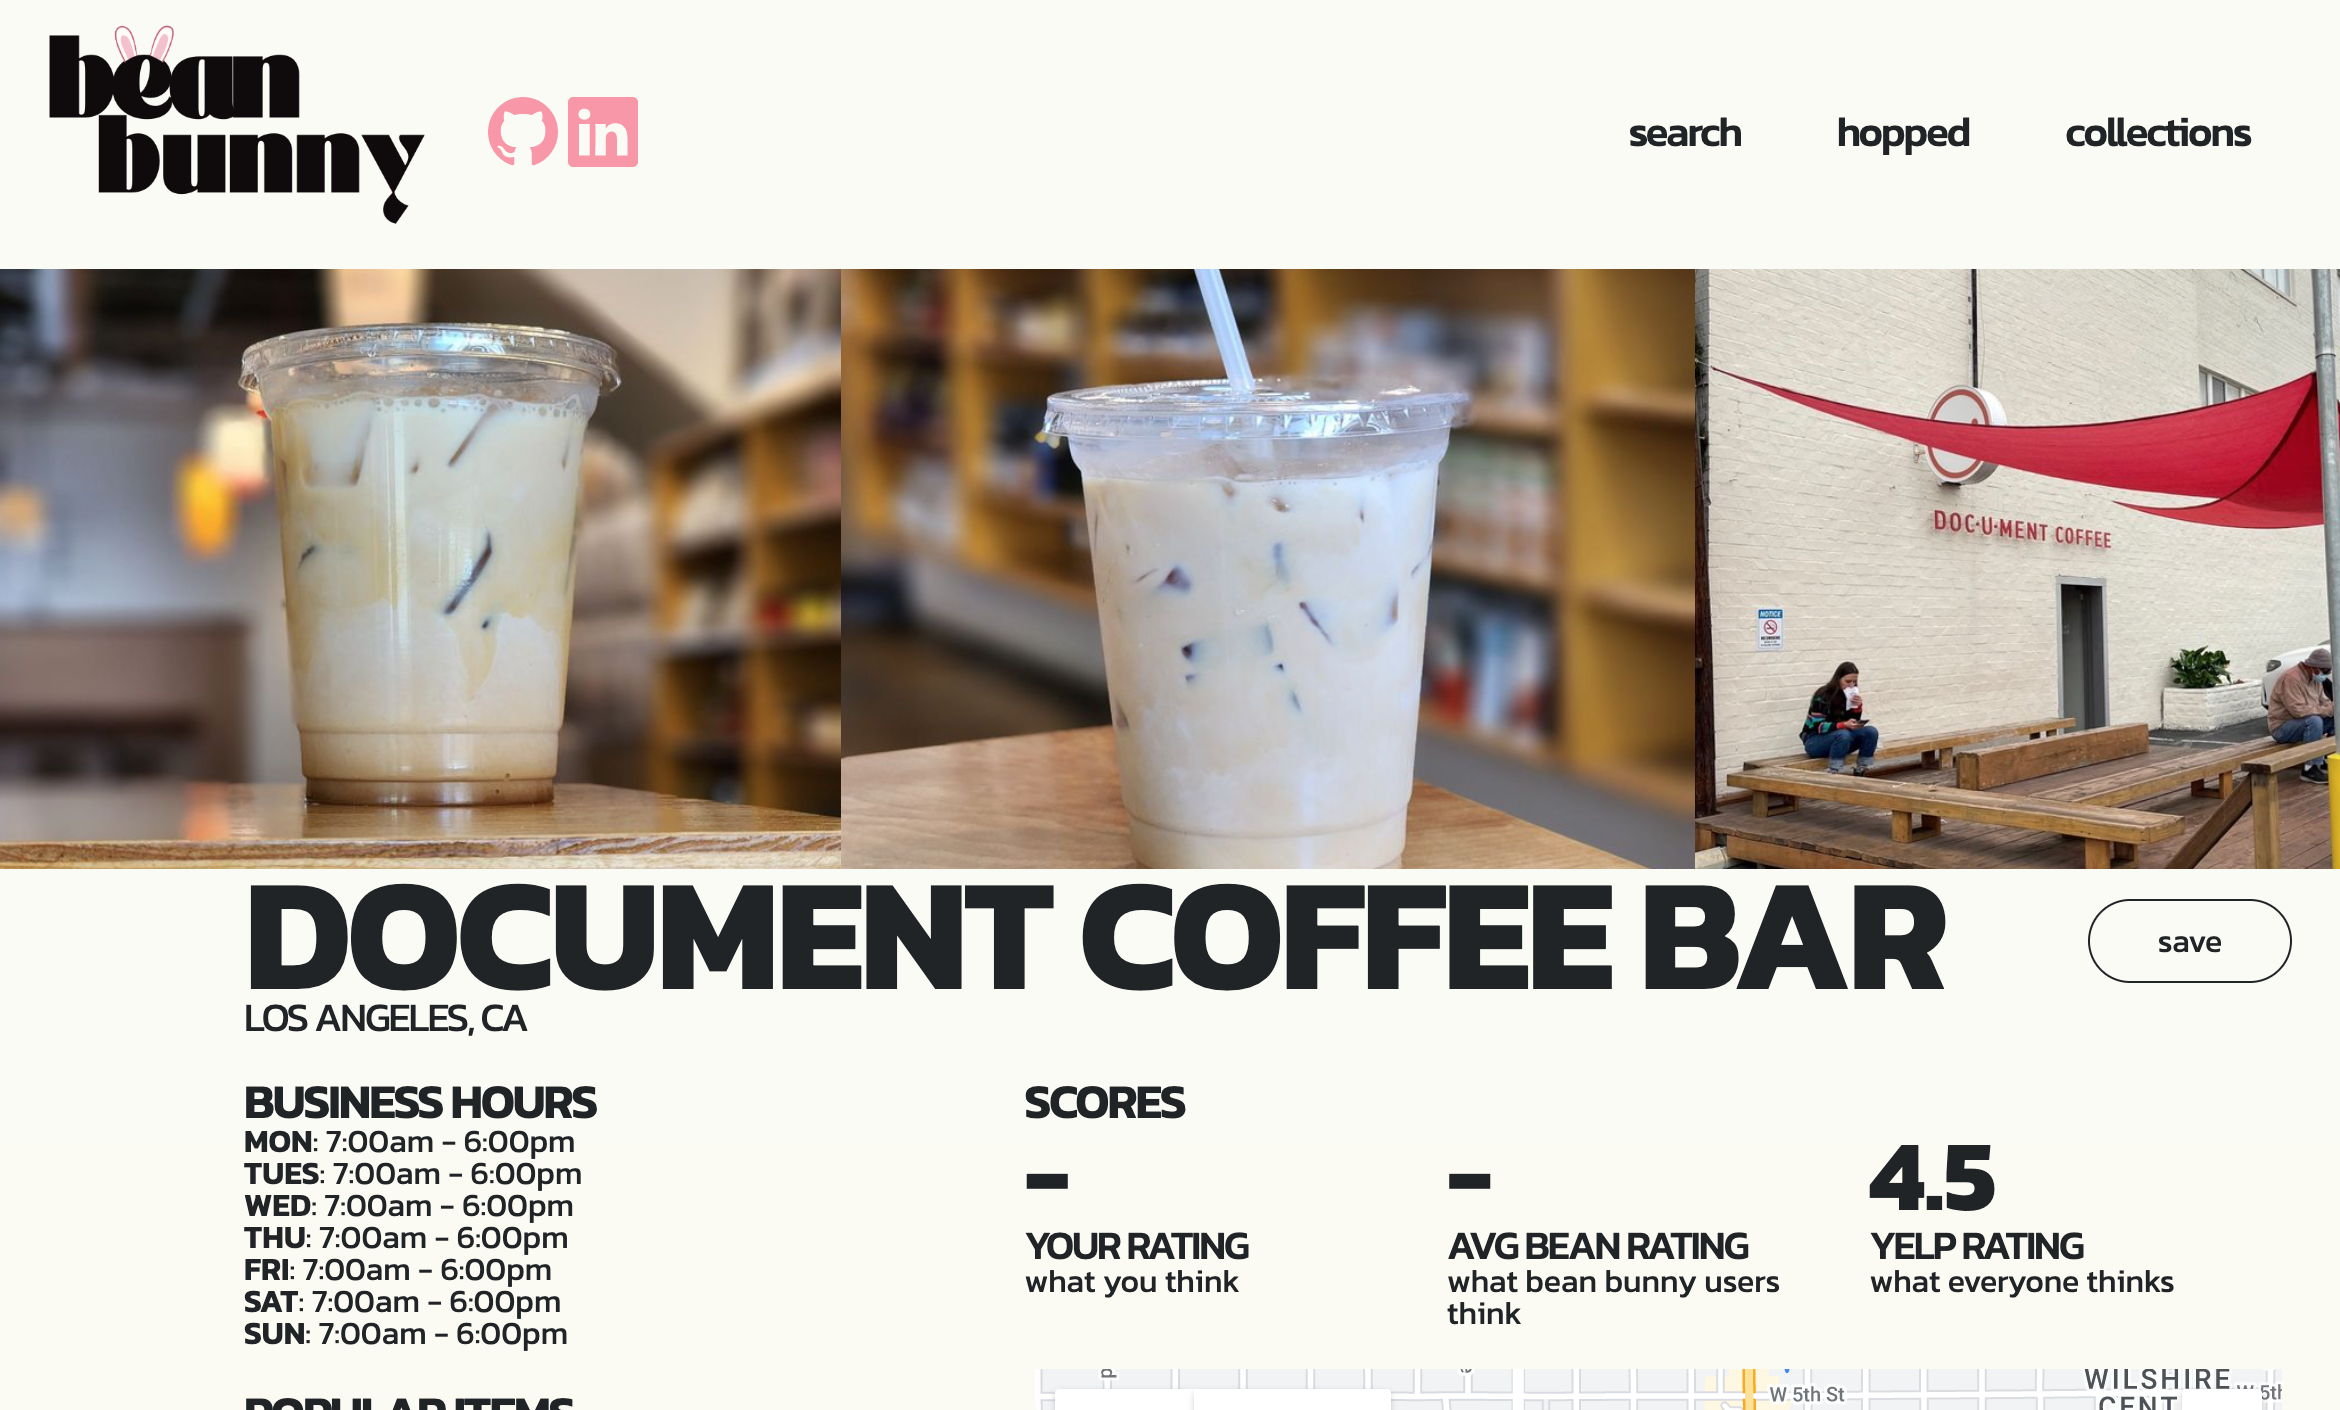 bean
bunny
in
search
hopped
collections
DOC·U·MENT COFFEE
NOTICE
DOCUMENT COFFEE BAR
save
LOS ANGELES, CA
BUSINESS HOURS
MON: 7:00am - 6:00pm
TUES: 7:00am - 6:00pm
WED: 7:00am - 6:00pm
THU: 7:00am - 6:00pm
FRI: 7:00am - 6:00pm
SAT: 7:00am - 6:00pm
SUN: 7:00am - 6:00pm
POPULAR ITEMS
SCORES
–
YOUR RATING
what you think
–
AVG BEAN RATING
what bean bunny users
think
4.5
YELP RATING
what everyone thinks
W 5th St
WILSHIRE
CENT
W 5th